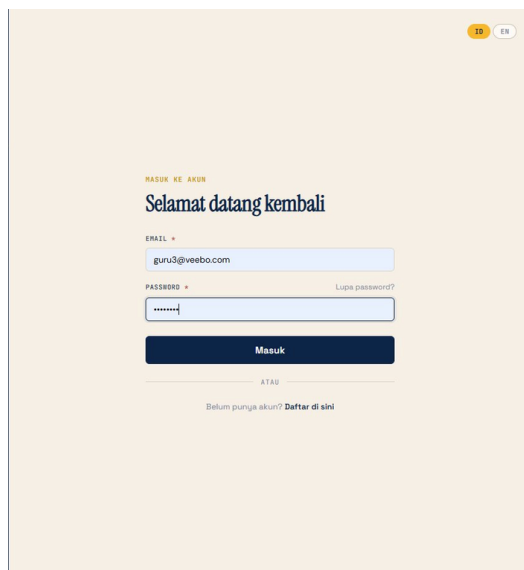 ID EN
MASUK KE AKUN
Selamat datang kembali
EMAIL *
guru3@veebo.com
PASSWORD * Lupa password?
••••••••
Masuk
ATAU
Belum punya akun? Daftar di sini